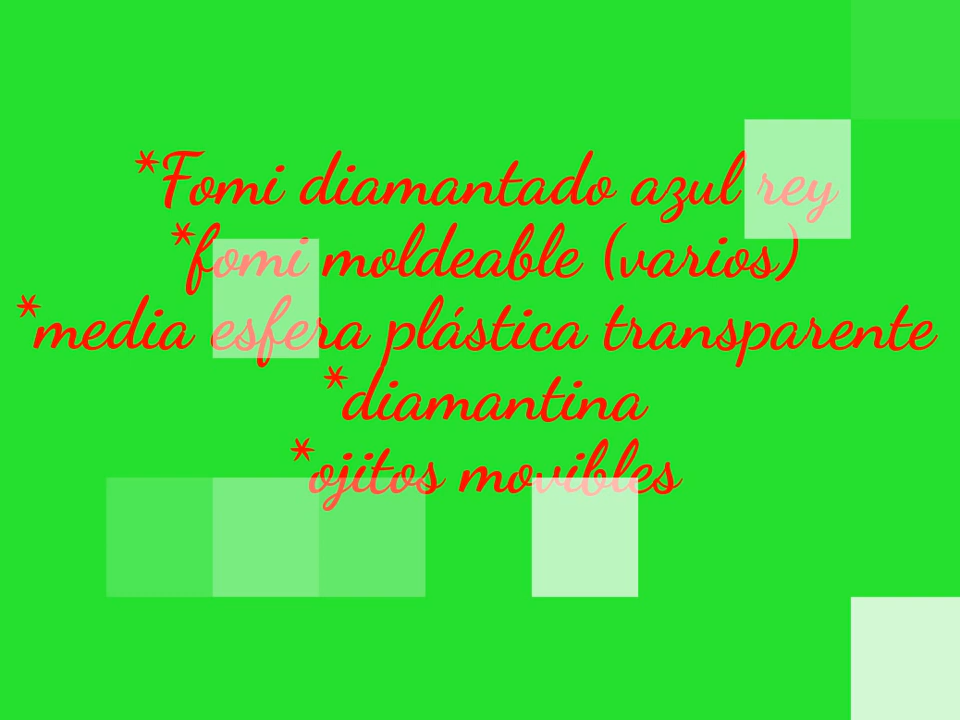 *Fomi diamantado azul rey
*fomi moldeable (varios)
*media esfera plástica transparente
*diamantina
*ojitos movibles